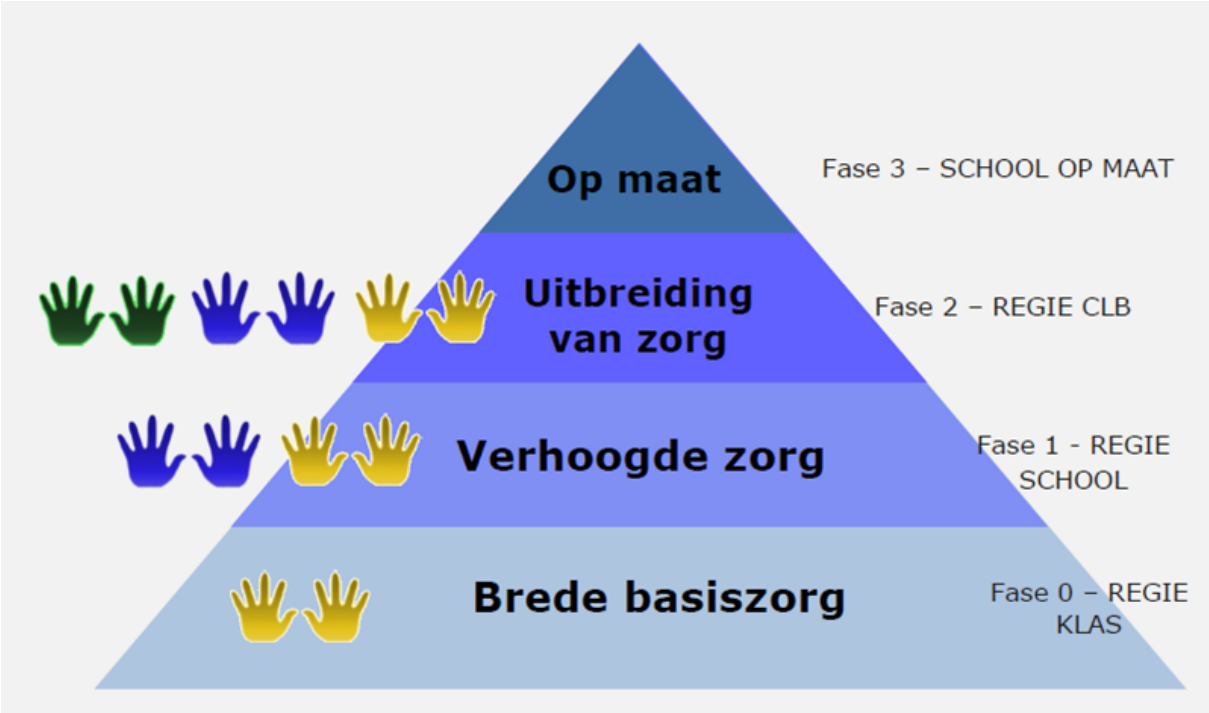 Op maat
Fase 3 – SCHOOL OP MAAT
Uitbreiding
van zorg
Fase 2 – REGIE CLB
Verhoogde zorg
Fase 1 - REGIE
SCHOOL
Brede basiszorg
Fase 0 – REGIE
KLAS